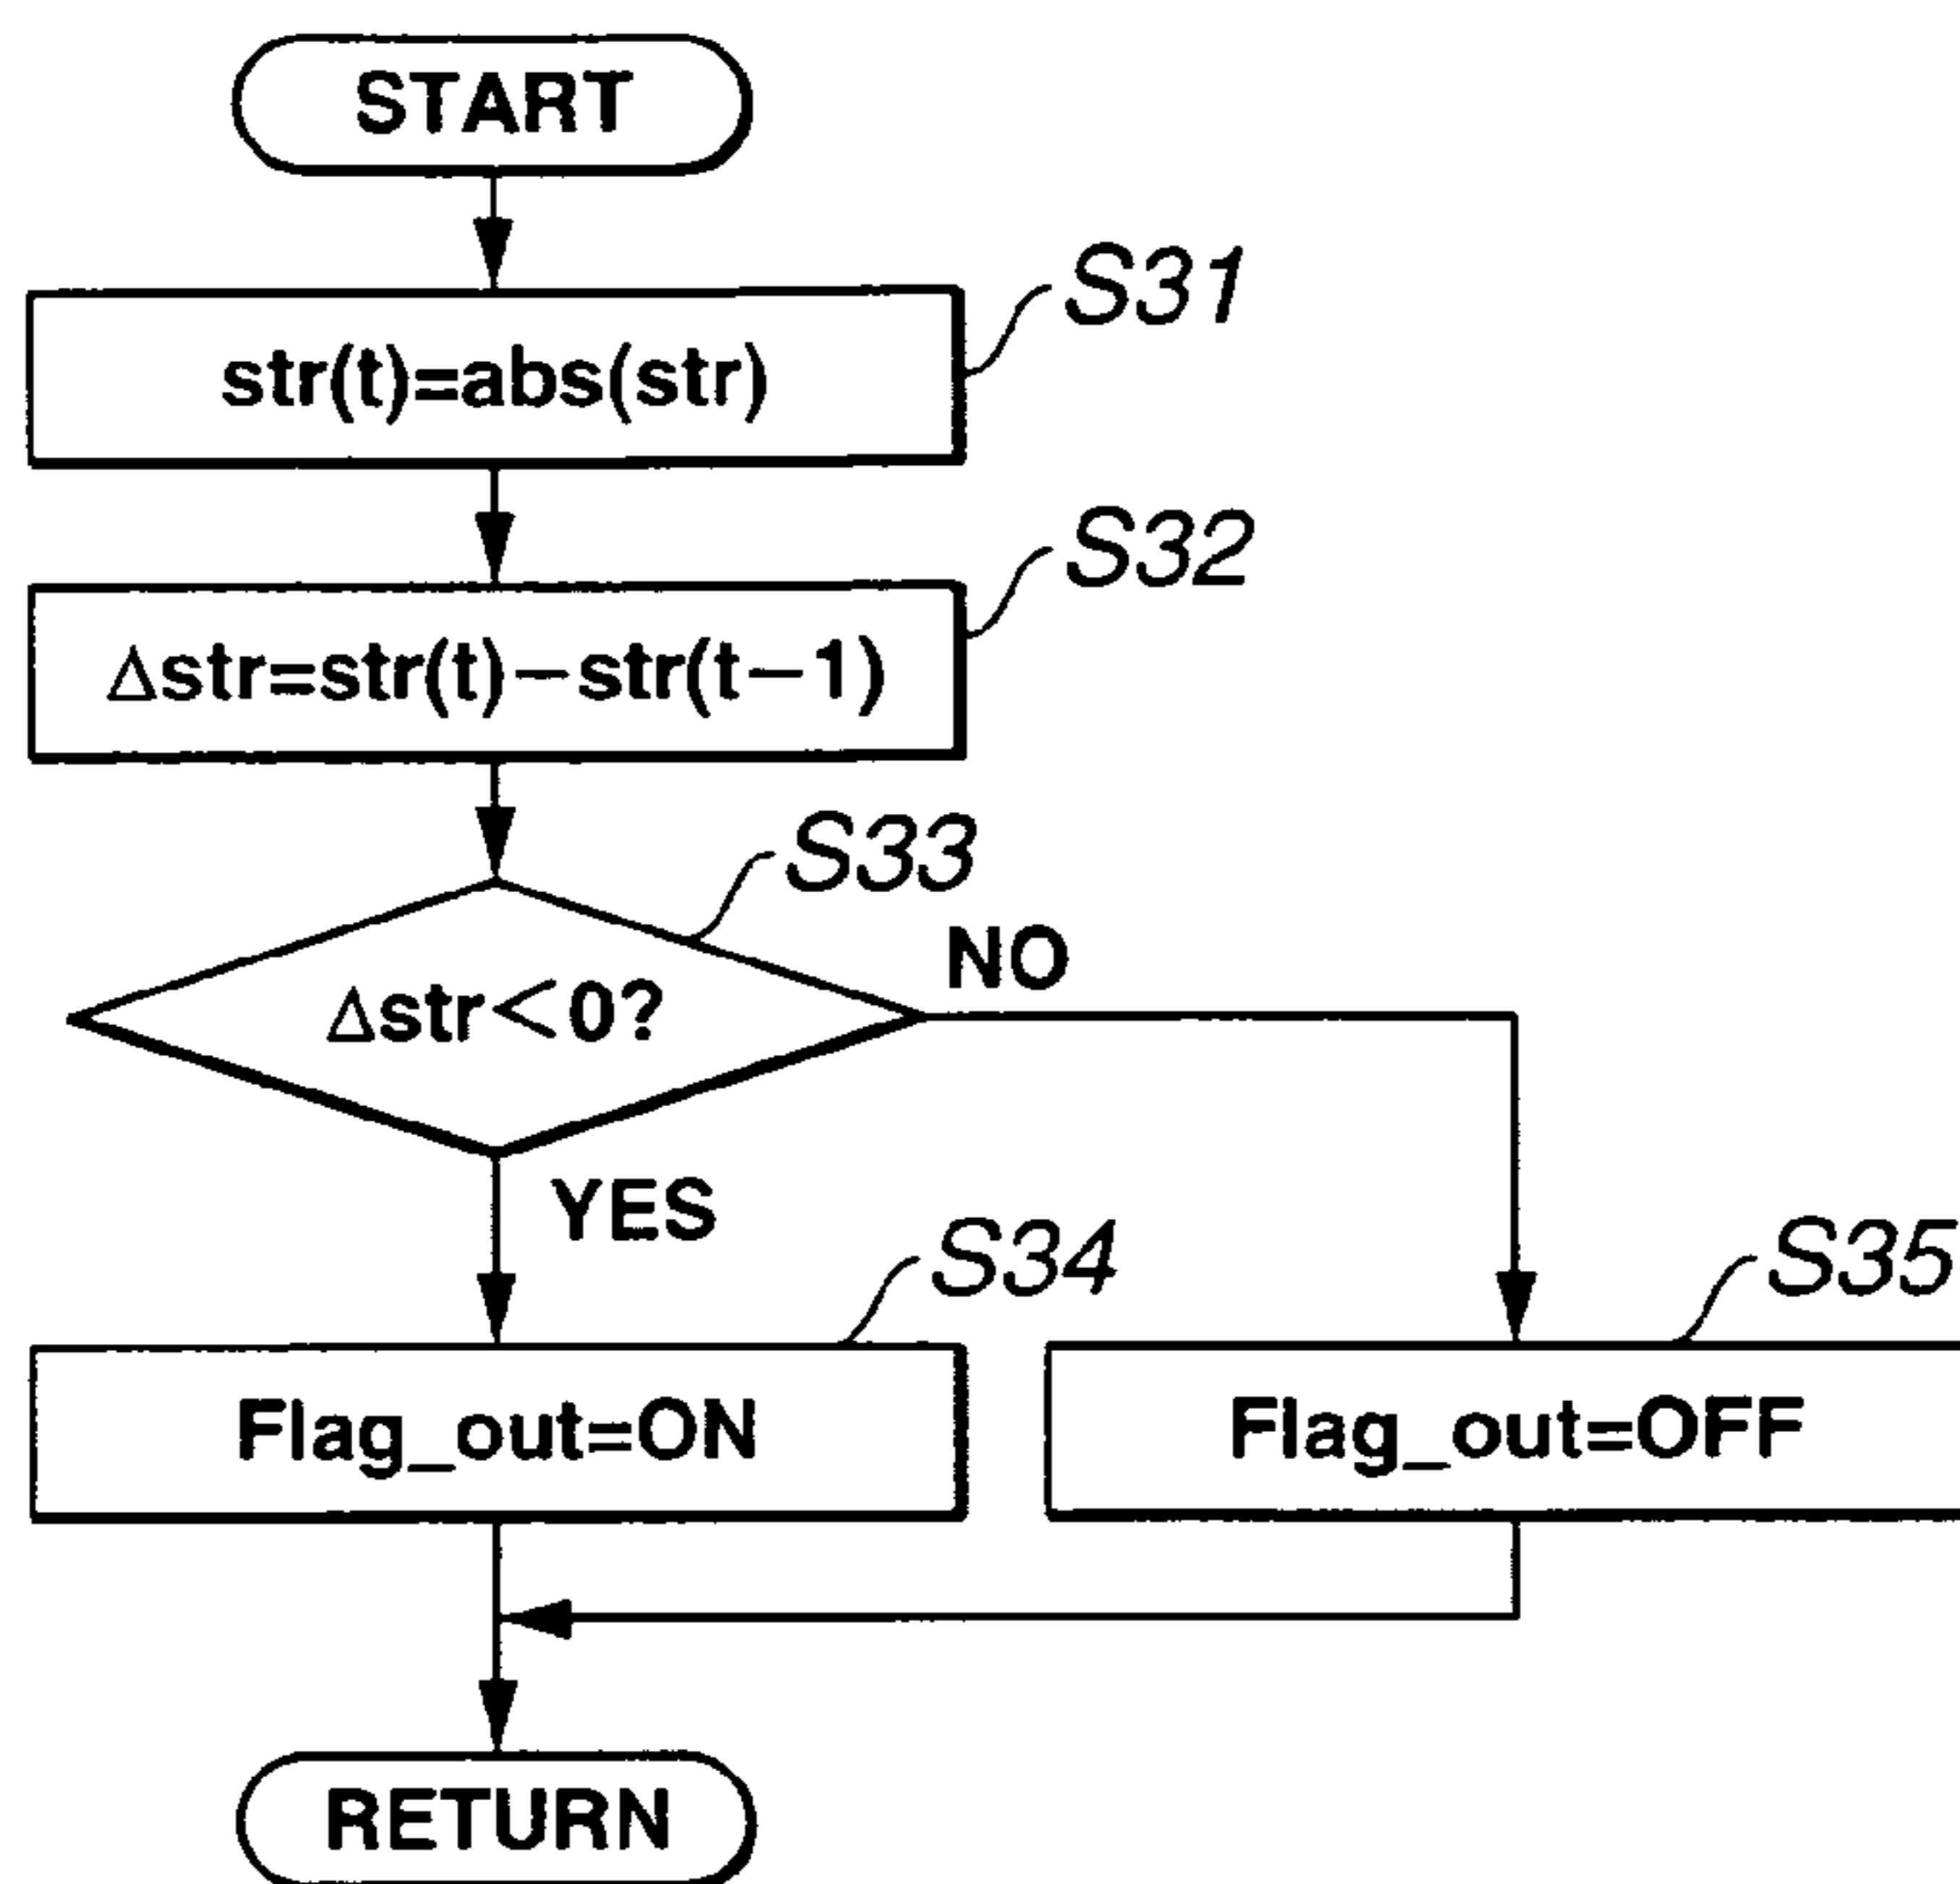 START
S31
str(t)=abs(str)
S32
Δstr=str(t)−str(t−1)
S33
Δstr<0?
NO
YES
S34
S35
Flag_out=ON
Flag_out=OFF
RETURN